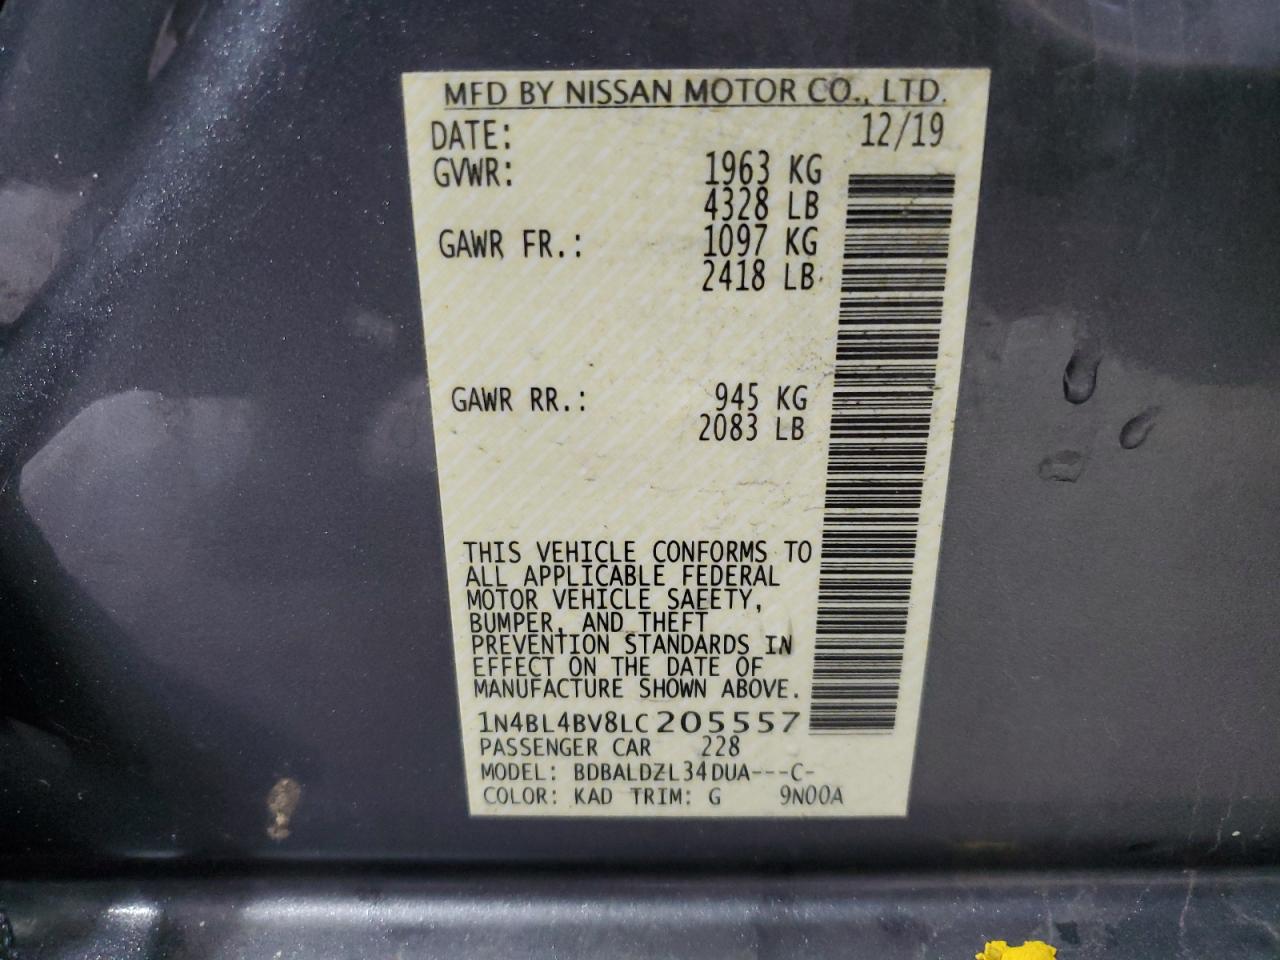 MFD BY NISSAN MOTOR CO., LTD.
DATE: 12/19
GVWR: 1963 KG
4328 LB
GAWR FR.: 1097 KG
2418 LB
GAWR RR.: 945 KG
2083 LB
THIS VEHICLE CONFORMS TO
ALL APPLICABLE FEDERAL
MOTOR VEHICLE SAFETY,
BUMPER, AND THEFT
PREVENTION STANDARDS IN
EFFECT ON THE DATE OF
MANUFACTURE SHOWN ABOVE.
1N4BL4BV8LC205557
PASSENGER CAR 228
MODEL: BDBALDZL34DUA---C-
COLOR: KAD TRIM: G 9N00A